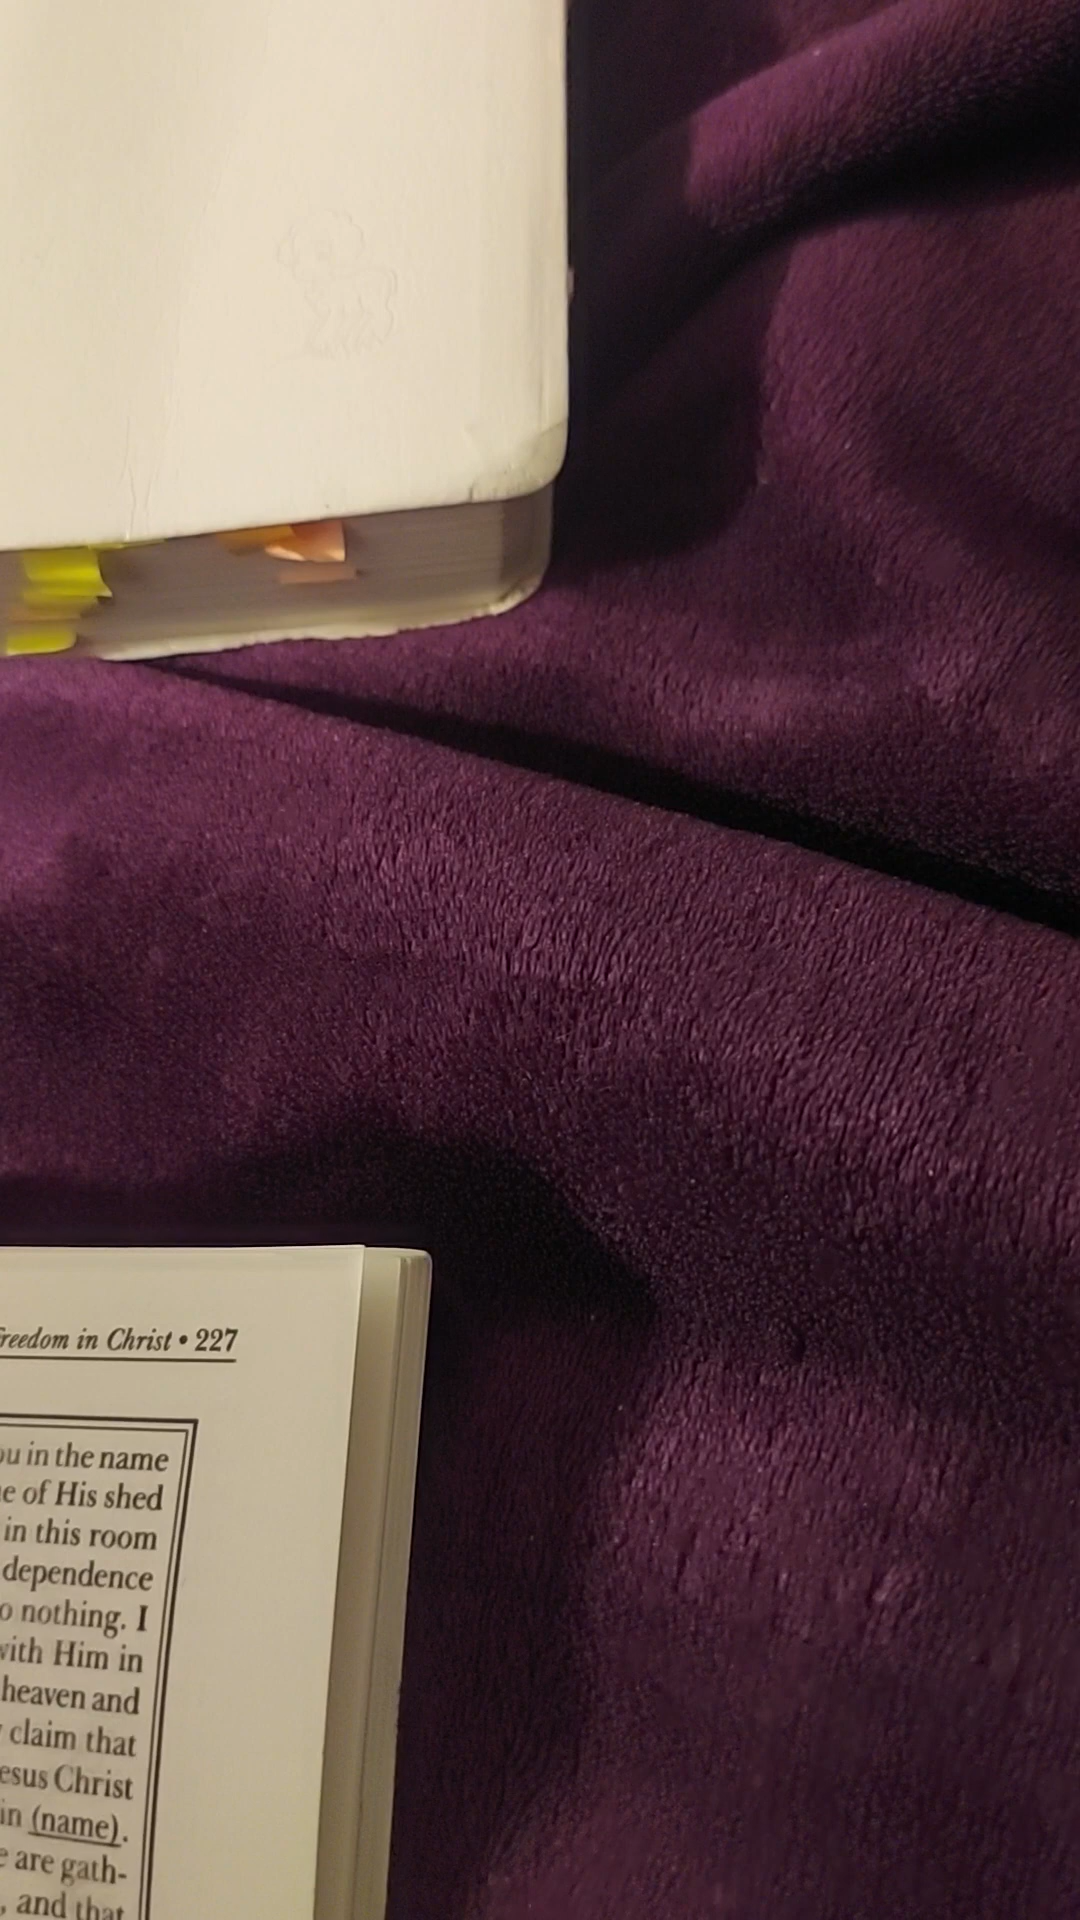 reedom in Christ • 227
ou in the name
e of His shed
in this room
dependence
o nothing. I
with Him in
heaven and
claim that
esus Christ
in (name).
e are gath-
, and that